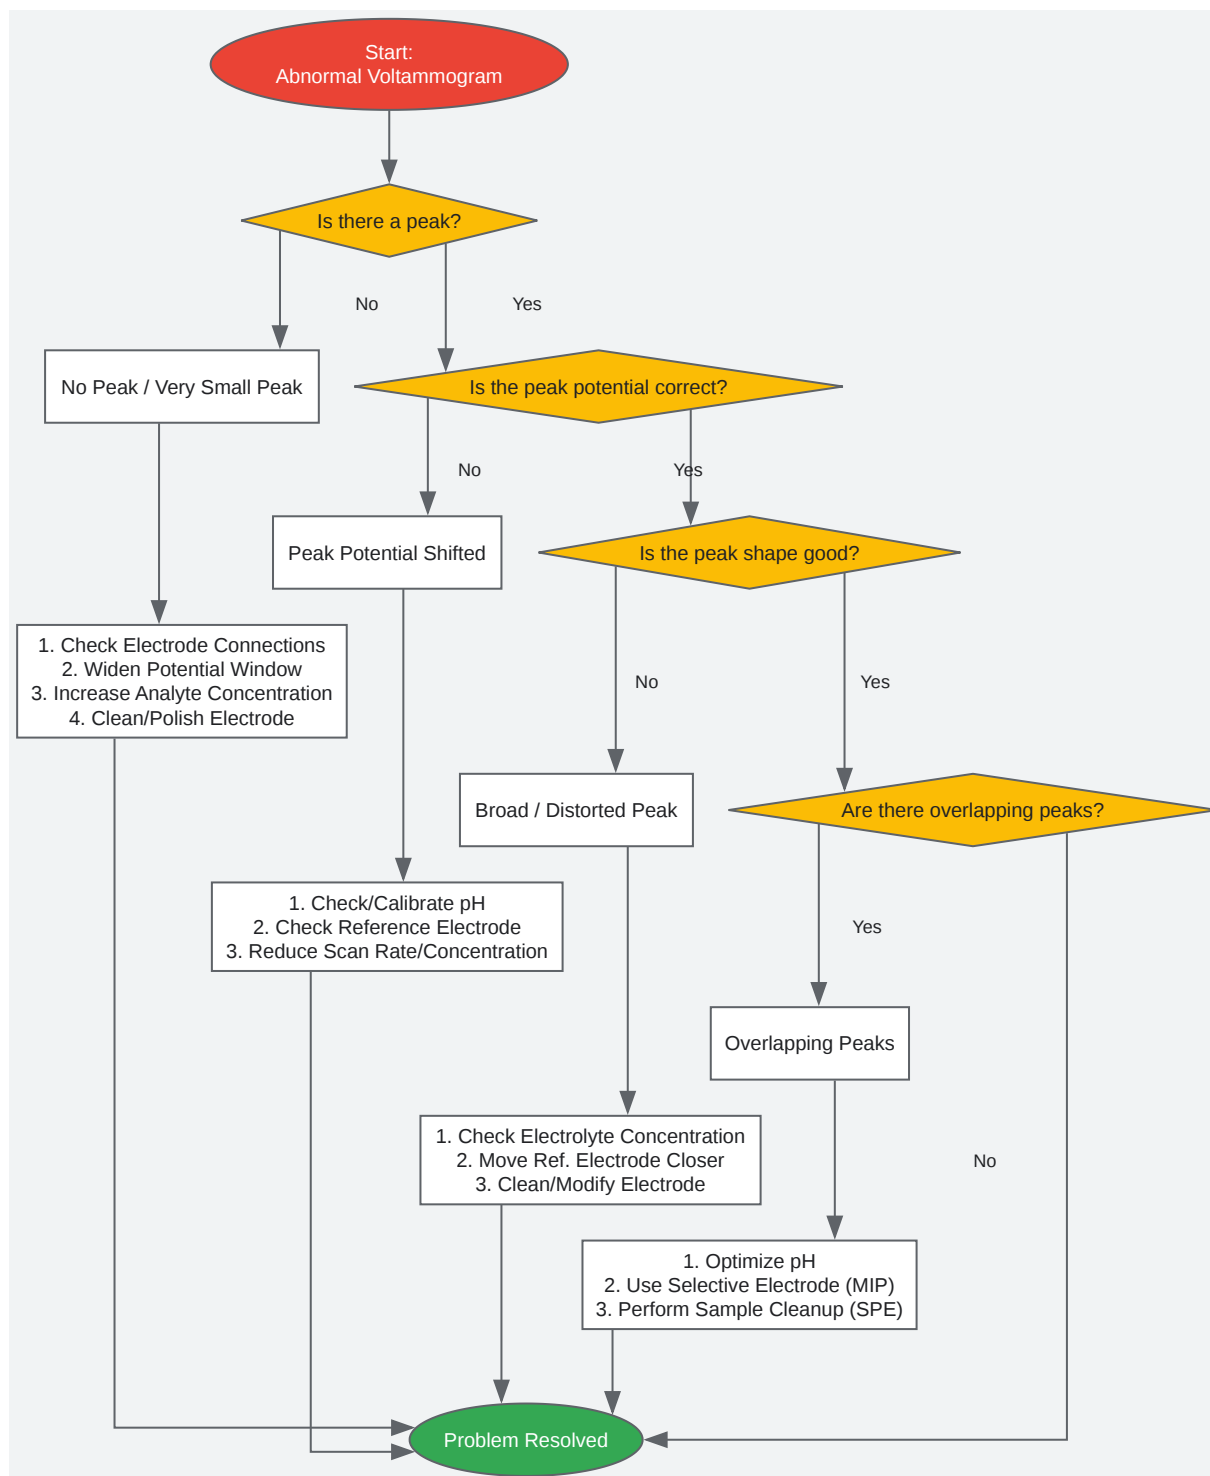 Start:
Abnormal Voltammogram
Is there a peak?
No
Yes
No Peak / Very Small Peak
Is the peak potential correct?
No
Yes
Peak Potential Shifted
Is the peak shape good?
1. Check Electrode Connections
2. Widen Potential Window
3. Increase Analyte Concentration
4. Clean/Polish Electrode
No
Yes
Broad / Distorted Peak
Are there overlapping peaks?
1. Check/Calibrate pH
2. Check Reference Electrode
3. Reduce Scan Rate/Concentration
Yes
Overlapping Peaks
1. Check Electrolyte Concentration
2. Move Ref. Electrode Closer
3. Clean/Modify Electrode
No
1. Optimize pH
2. Use Selective Electrode (MIP)
3. Perform Sample Cleanup (SPE)
Problem Resolved